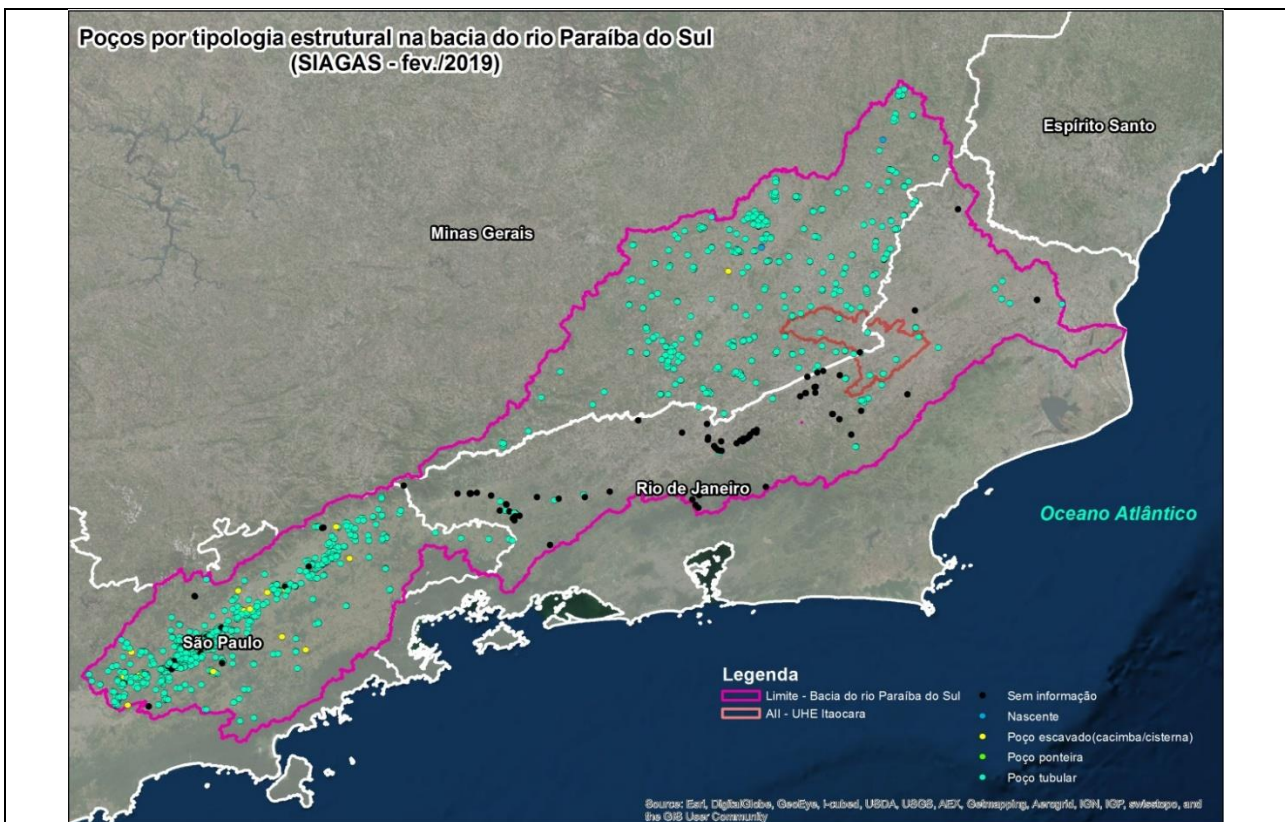 Poços por tipologia estrutural na bacia do rio Paraíba do Sul
(SIAGAS - fev./2019)
Espírito Santo
Minas Gerais
Rio de Janeiro
Oceano Atlântico
São Paulo
Legenda
Limite - Bacia do rio Paraíba do Sul
AII - UHE Itaocara
Sem informação
Nascente
Poço escavado(cacimba/cisterna)
Poço ponteira
Poço tubular
Source: Esri, DigitalGlobe, GeoEye, i-cubed, USDA, USGS, AEX, Getmapping, Aerogrid, IGN, IGP, swisstopo, and
the GIS User Community